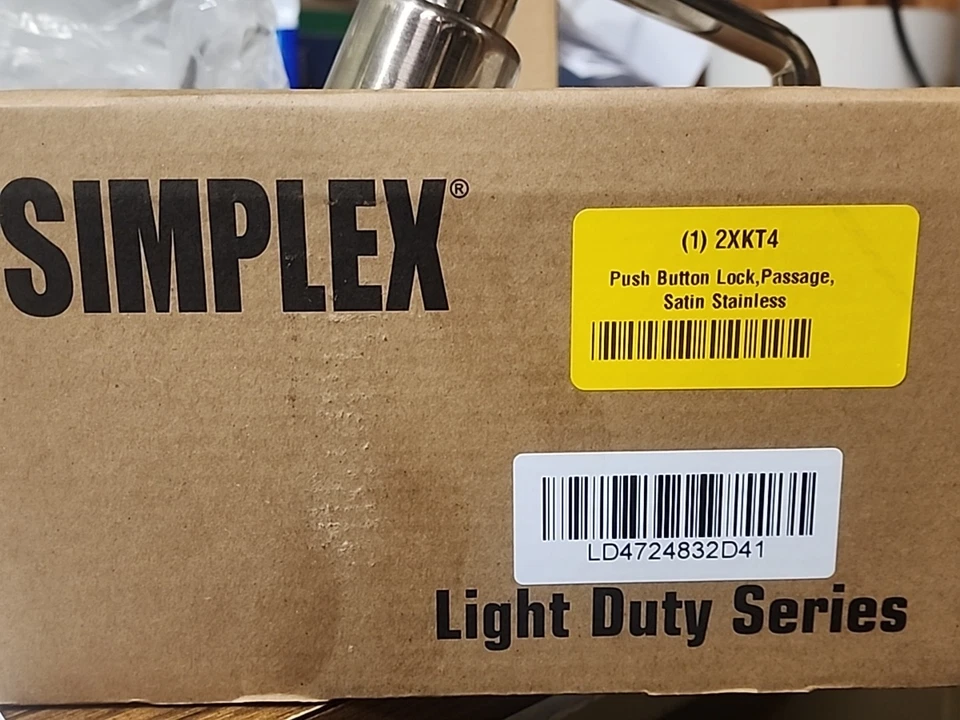 SIMPLEX®
(1) 2XKT4
Push Button Lock,Passage,
Satin Stainless
LD4724832D41
Light Duty Series